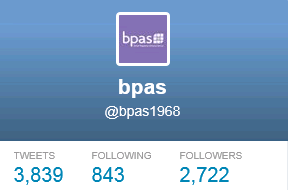 bpas
bpas
@bpas1968
TWEETS FOLLOWING FOLLOWERS
3,839 843 2,722